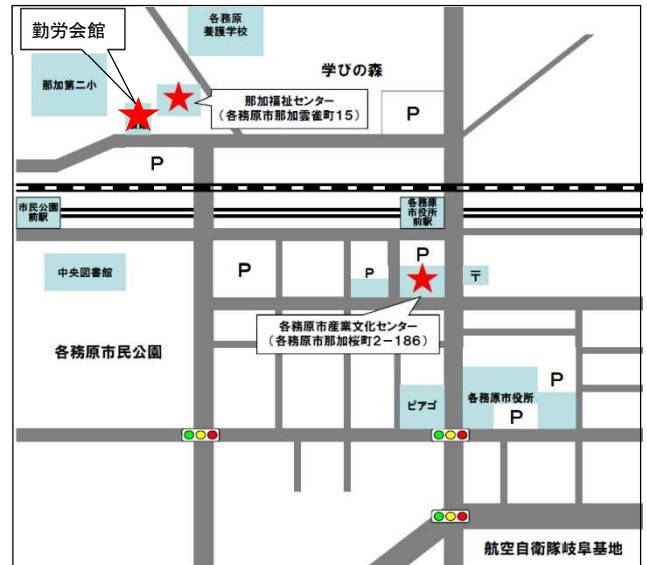 各務原
養護学校
勤労会館
学びの森
那加第二小
那加福祉センター
(各務原市那加雲雀町15)
P
P
市民公園
前駅
各務原
市役所
前駅
中央図書館
P
P
P
〒
各務原市産業文化センター
(各務原市那加桜町2-186)
各務原市民公園
ピアゴ
各務原市役所
P
P
航空自衛隊岐阜基地